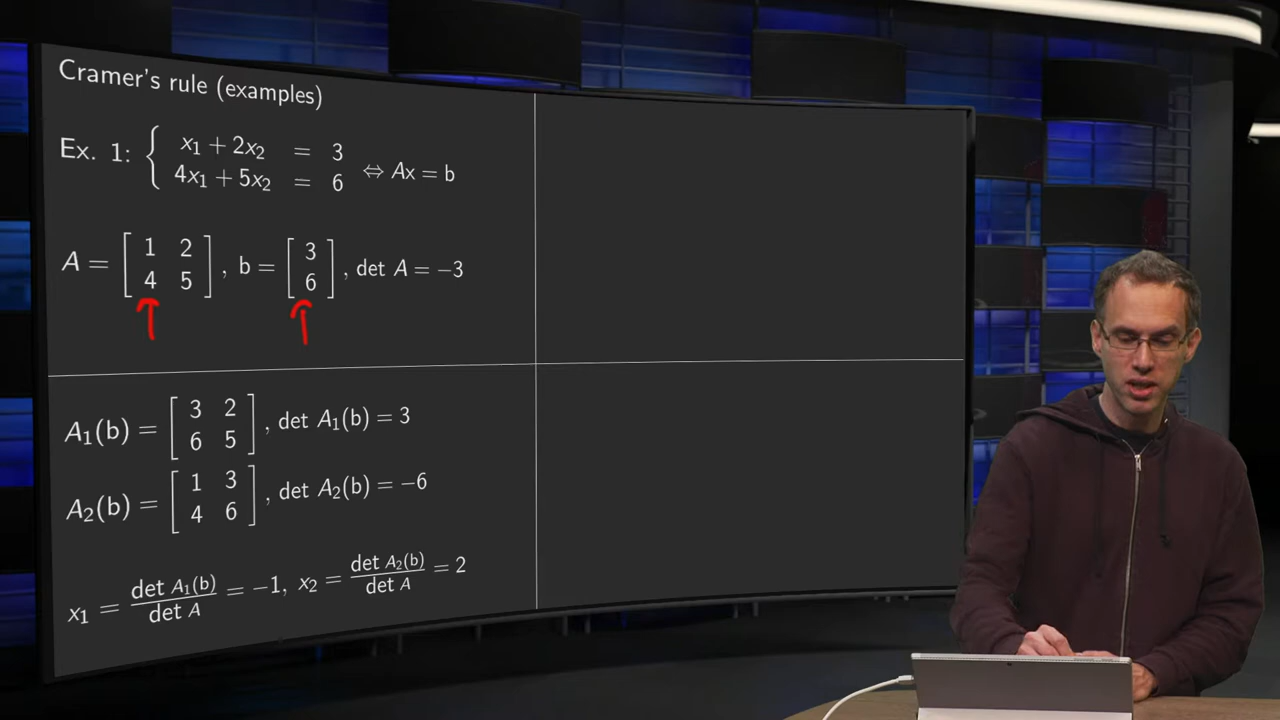 Cramer's rule (examples)
Ex. 1: { x₁ + 2x₂ = 3
4x₁ + 5x₂ = 6 ⇔ Ax = b
A = [ 1 2
4 5 ], b = [ 3
6 ], det A = −3
A₁(b) = [ 3 2
6 5 ], det A₁(b) = 3
A₂(b) = [ 1 3
4 6 ], det A₂(b) = −6
x₁ = det A₁(b) / det A = −1, x₂ = det A₂(b) / det A = 2